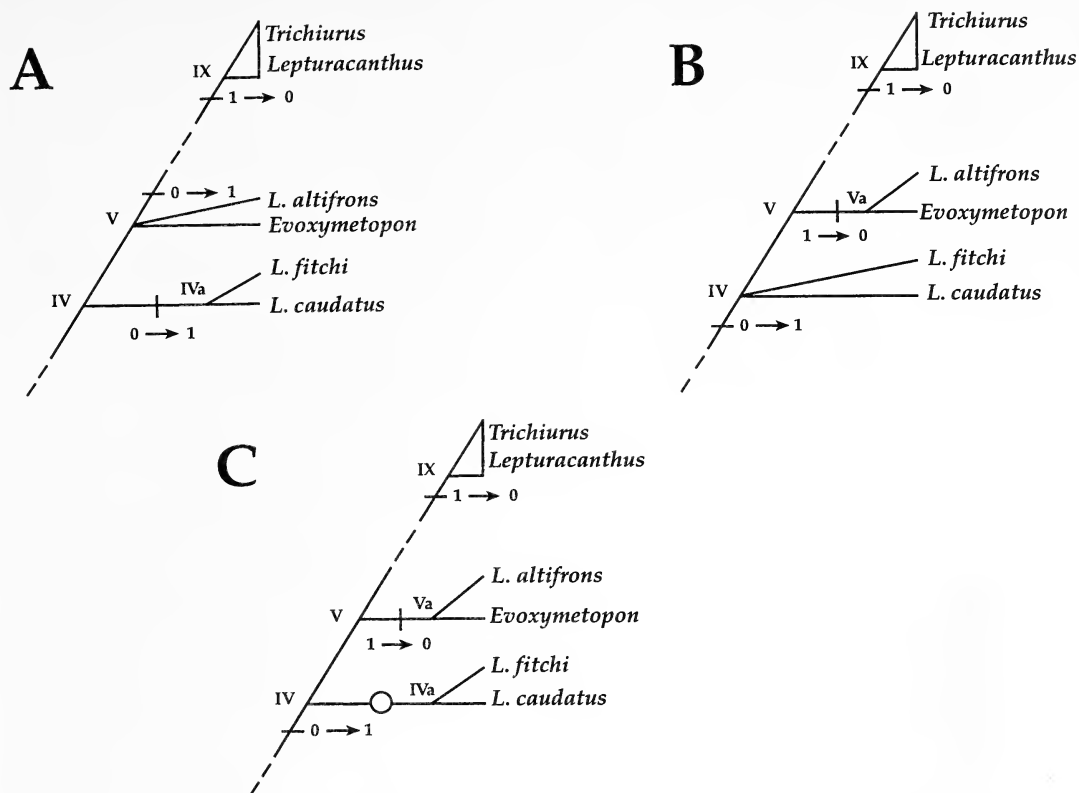 A
Trichiurus
Lepturacanthus
IX
1 → 0
0 → 1
L. altifrons
V
Evoxymetopon
L. fitchi
IV
IVa
L. caudatus
0 → 1
B
Trichiurus
Lepturacanthus
IX
1 → 0
L. altifrons
V
Va
Evoxymetopon
1 → 0
L. fitchi
IV
L. caudatus
0 → 1
C
Trichiurus
Lepturacanthus
IX
1 → 0
L. altifrons
V
Va
Evoxymetopon
1 → 0
L. fitchi
IV
IVa
L. caudatus
0 → 1